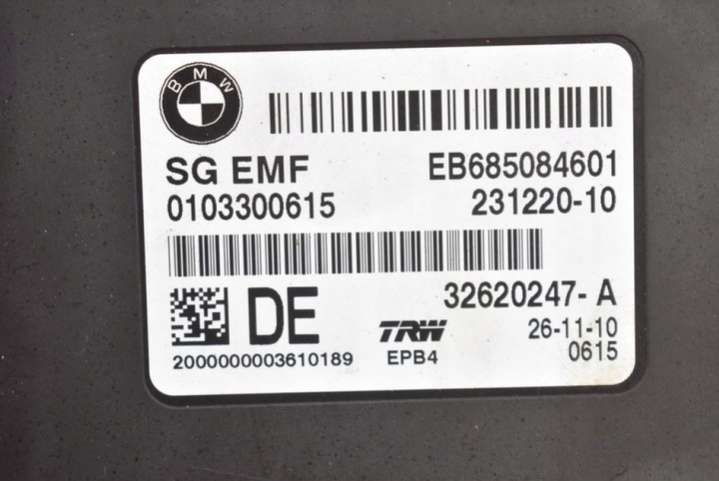 BMW
SG EMF EB685084601
0103300615 231220-10
32620247- A
DE TRW 26-11-10
2000000003610189 EPB4 0615